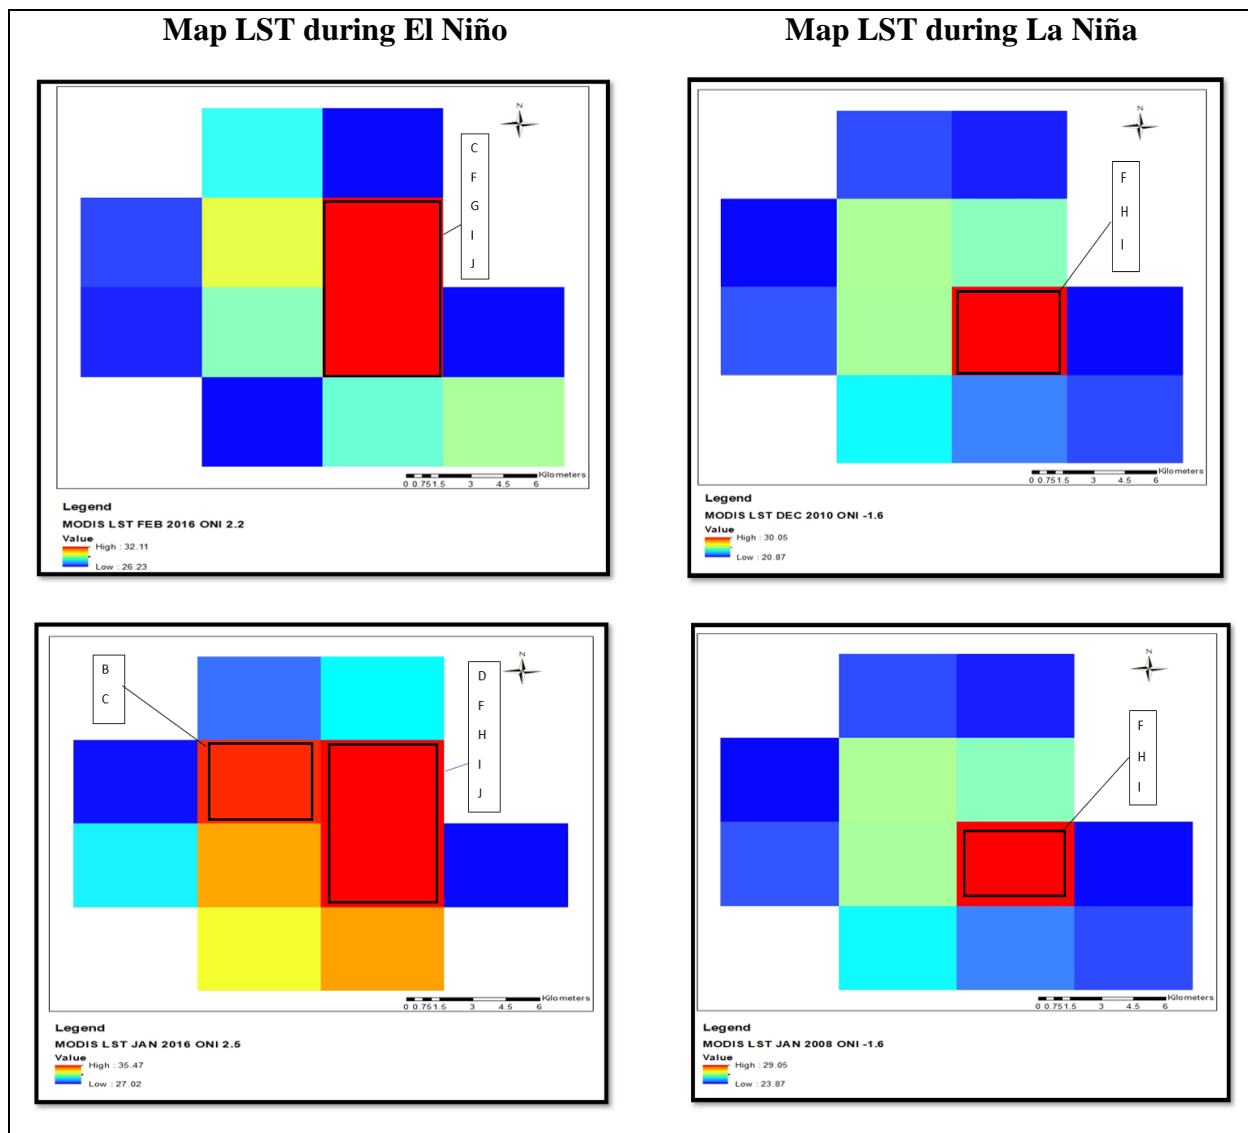 Map LST during El Niño
Map LST during La Niña
N
C
F
G
I
J
Kilometers
0 0.75 1.5 3 4.5 6
Legend
MODIS LST FEB 2016 ONI 2.2
Value
High : 32.11
Low : 26.23
N
F
H
I
Kilometers
0 0.75 1.5 3 4.5 6
Legend
MODIS LST DEC 2010 ONI -1.6
Value
High : 30.05
Low : 20.87
B
C
N
D
F
H
I
J
Kilometers
0 0.75 1.5 3 4.5 6
Legend
MODIS LST JAN 2016 ONI 2.5
Value
High : 35.47
Low : 27.02
N
F
H
I
Kilometers
0 0.75 1.5 3 4.5 6
Legend
MODIS LST JAN 2008 ONI -1.6
Value
High : 29.05
Low : 23.87